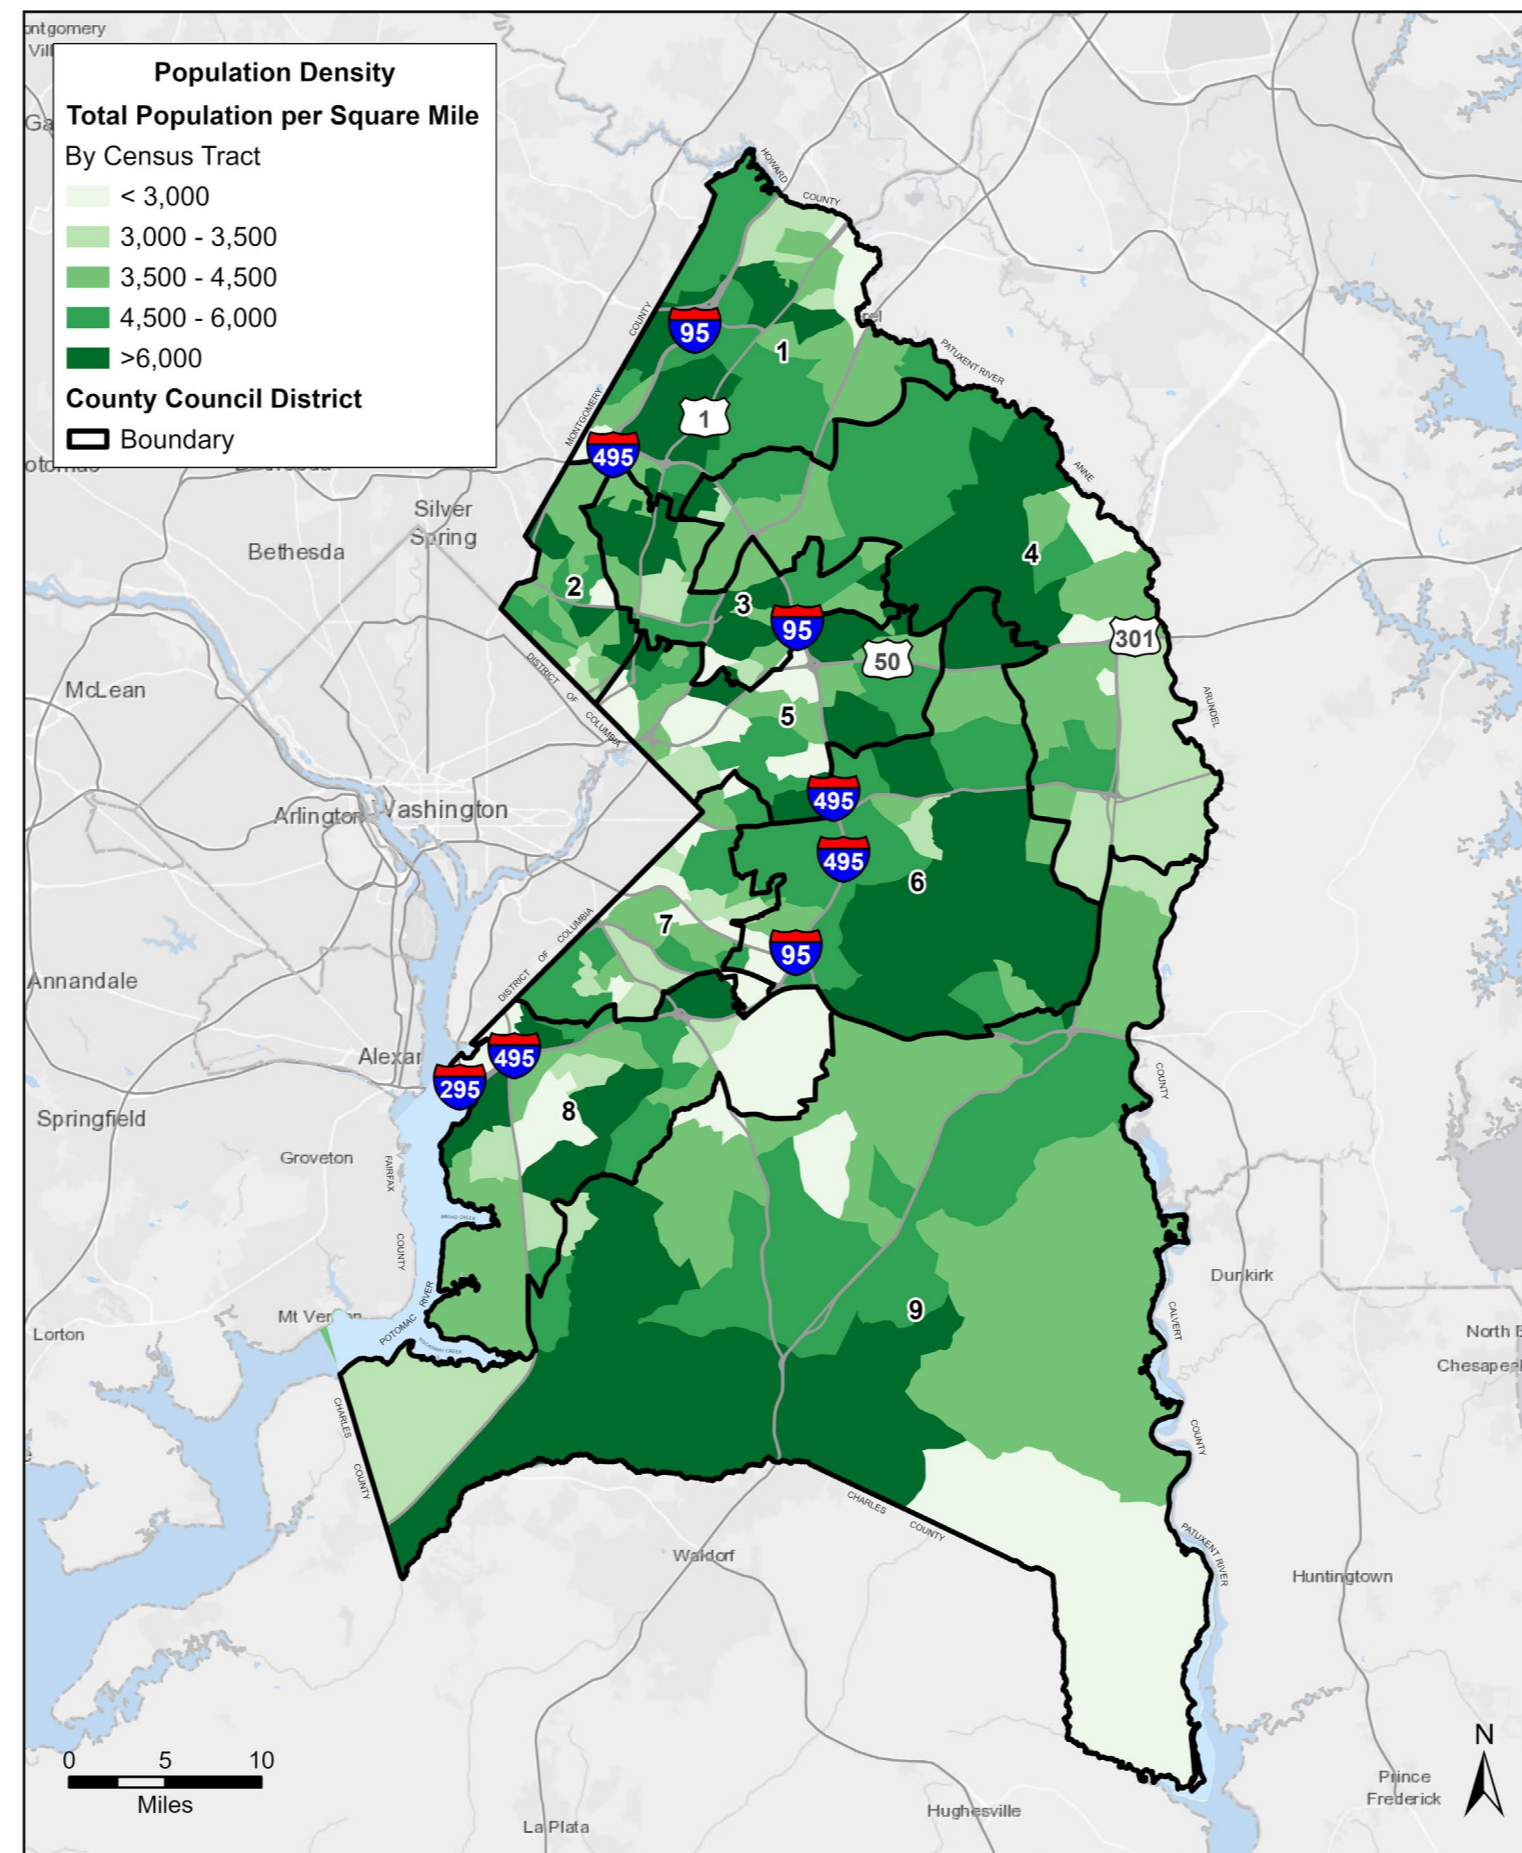 Population Density
Total Population per Square Mile
By Census Tract
< 3,000
3,000 - 3,500
3,500 - 4,500
4,500 - 6,000
>6,000
County Council District
Boundary
HOWARD
COUNTY
COUNTY
MONTGOMERY
95
1
1
495
PATUXENT RIVER
ANNE
Silver
Spring
Bethesda
2
3
4
95
50
301
DISTRICT OF COLUMBIA
McLean
ARUNDEL
5
Arlington
Washington
495
495
6
7
95
DISTRICT OF COLUMBIA
Annandale
495
295
COUNTY
8
Springfield
Groveton
FAIRFAX
COUNTY
BROAD CREEK
Dunkirk
9
CALVERT
RIVER
POTOMAC
Lorton
CHARLES
COUNTY
COUNTY
CHARLES
COUNTY
PATUXENT RIVER
Waldorf
Huntingtown
0 5 10
Miles
N
Prince
Frederick
Hughesville
La Plata